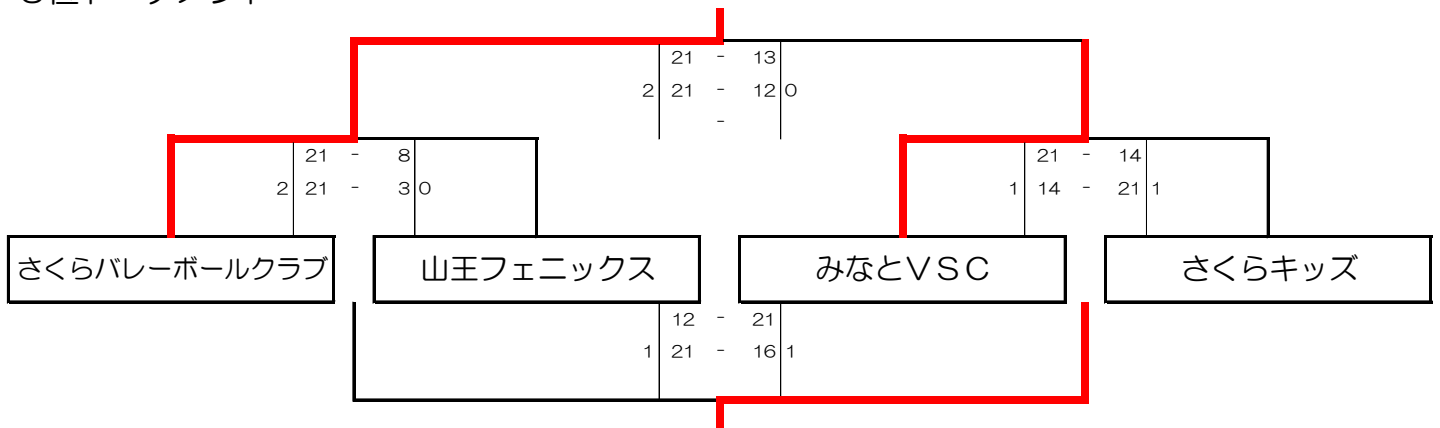 21 - 13
2 21 - 12 0
-
21 - 8
2 21 - 3 0
21 - 14
1 14 - 21 1
さくらバレーボールクラブ
山王フェニックス
みなとVSC
さくらキッズ
12 - 21
1 21 - 16 1